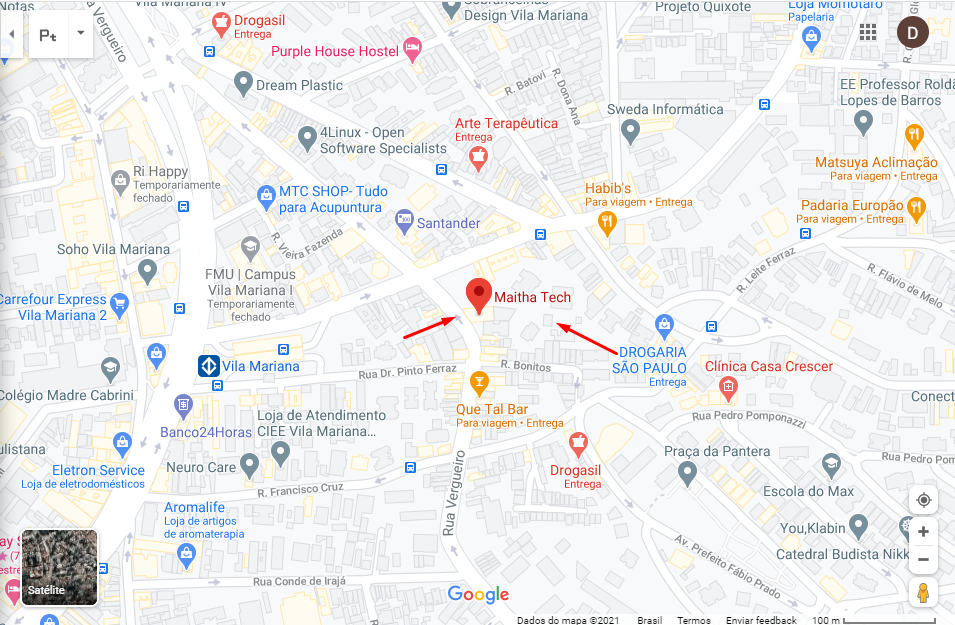 Notas
Vila Mariana IV
Sobrancelhas
Design Vila Mariana
Projeto Quixote
Loja Momotaro
Papelaria
Drogasil
Entrega
Rua Vergueiro
Pt
D
Purple House Hostel
Dream Plastic
R. Batovi
R. Dona Ana
EE Professor Rold
Lopes de Barros
Sweda Informática
Arte Terapêutica
Entrega
4Linux - Open
Software Specialists
Matsuya Aclimação
Para viagem • Entrega
Ri Happy
Temporariamente
fechado
MTC SHOP- Tudo
para Acupuntura
Habib's
Para viagem • Entrega
Padaria Europão
Para viagem • Entrega
Santander
R. Vieira Fazenda
Soho Vila Mariana
R. Leite Ferraz
R. Flávio de Melo
FMU | Campus
Vila Mariana I
Temporariamente
fechado
Maitha Tech
Carrefour Express
Vila Mariana 2
DROGARIA
SÃO PAULO
Entrega
Vila Mariana
Rua Dr. Pinto Ferraz
R. Bonitos
Clínica Casa Crescer
Colégio Madre Cabrini
Conect
Banco24Horas
Loja de Atendimento
CIEE Vila Mariana...
Que Tal Bar
Para viagem • Entrega
Rua Pedro Pomponazzi
ulistana
Praça da Pantera
Rua Pedro Pom
Eletron Service
Loja de eletrodomésticos
Neuro Care
Drogasil
Entrega
Rua Vergueiro
R. Francisco Cruz
Escola do Max
Aromalife
Loja de artigos
de aromaterapia
You,Klabin
Av. Prefeito Fábio Prado
Catedral Budista Nikk
Satélite
Rua Conde de Irajá
Google
Dados do mapa ©2021
Brasil
Termos
Enviar feedback
100 m